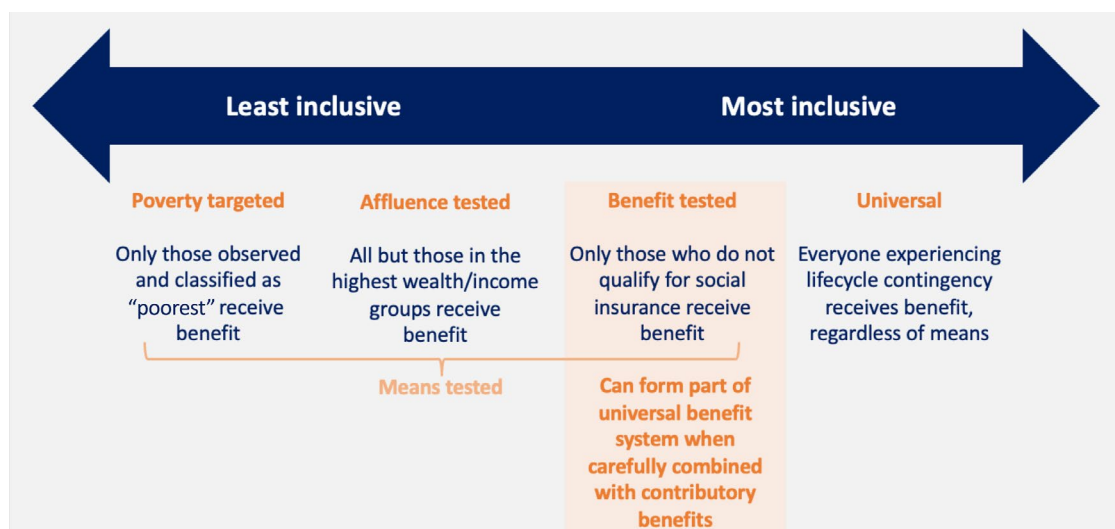 Least inclusive
Most inclusive
Poverty targeted
Only those observed
and classified as
“poorest” receive
benefit
Affluence tested
All but those in the
highest wealth/income
groups receive
benefit
Benefit tested
Only those who do not
qualify for social
insurance receive
benefit
Universal
Everyone experiencing
lifecycle contingency
receives benefit,
regardless of means
Means tested
Can form part of
universal benefit
system when
carefully combined
with contributory
benefits